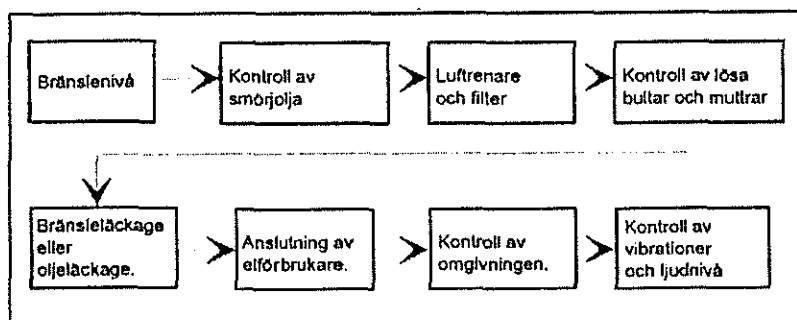 Bränslenivå
Kontroll av
smörjolja
Luftrenare
och filter
Kontroll av lösa
bultar och muttrar
Bränsleläckage
eller
oljeläckage.
Anslutning av
elförbrukare.
Kontroll av
omgivningen.
Kontroll av
vibrationer
och ljudnivå